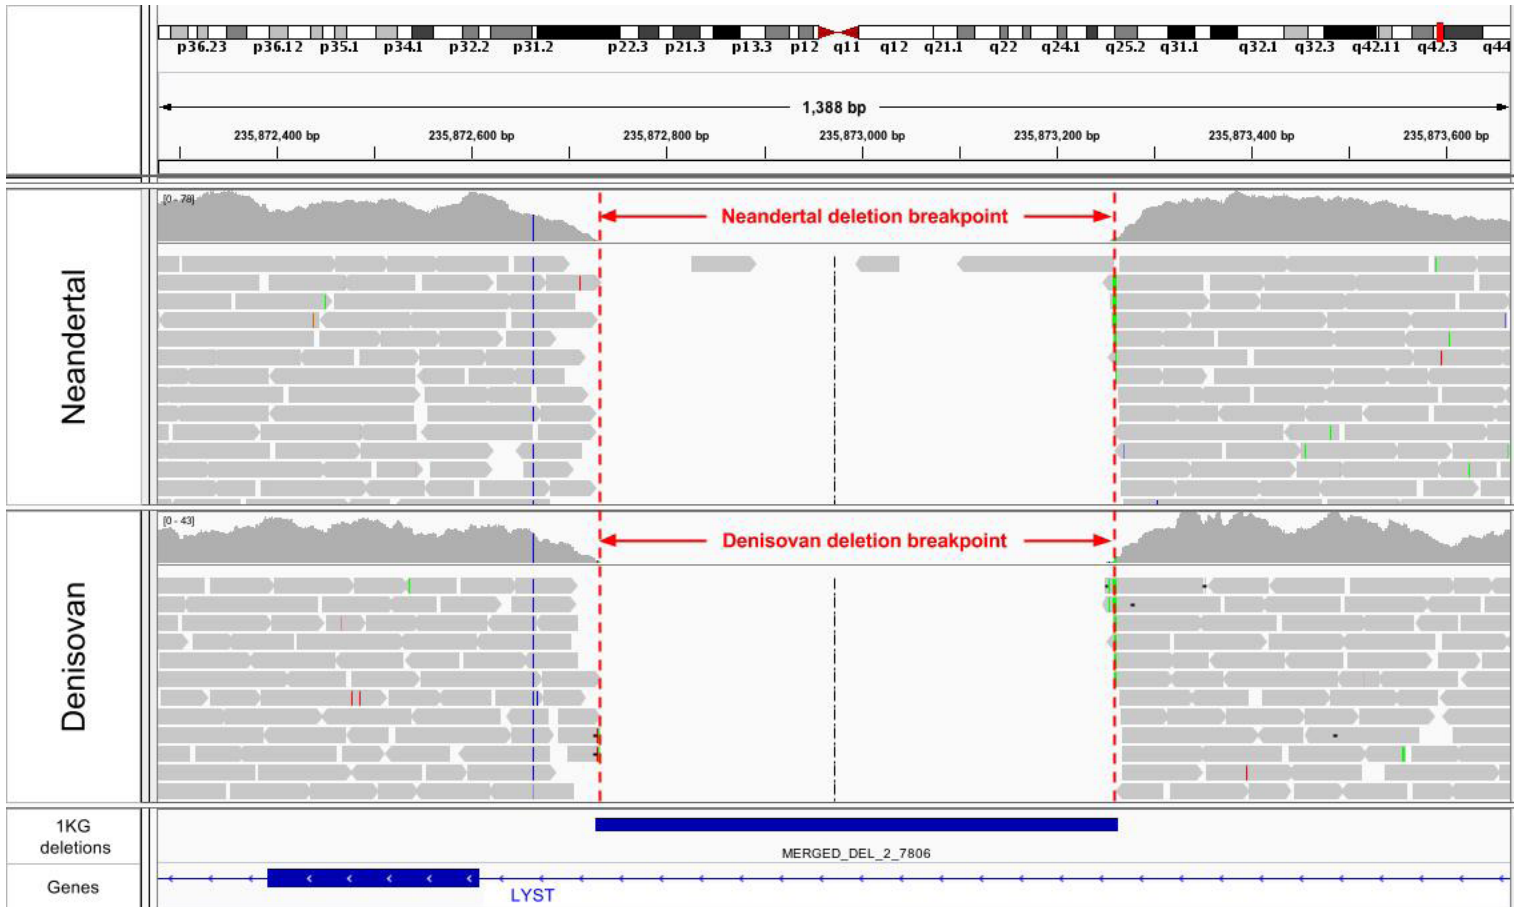 p36.23 p36.12 p35.1 p34.1 p32.2 p31.2 p22.3 p21.3 p13.3 p12 q11 q12 q21.1 q22 q24.1 q25.2 q31.1 q32.1 q32.3 q42.11 q42.3 q44
1,388 bp
235,872,400 bp 235,872,600 bp 235,872,800 bp 235,873,000 bp 235,873,200 bp 235,873,400 bp 235,873,600 bp
[0 - 78]
Neandertal deletion breakpoint
Neandertal
[0 - 43]
Denisovan deletion breakpoint
Denisovan
1KG
deletions
MERGED_DEL_2_7806
Genes
LYST